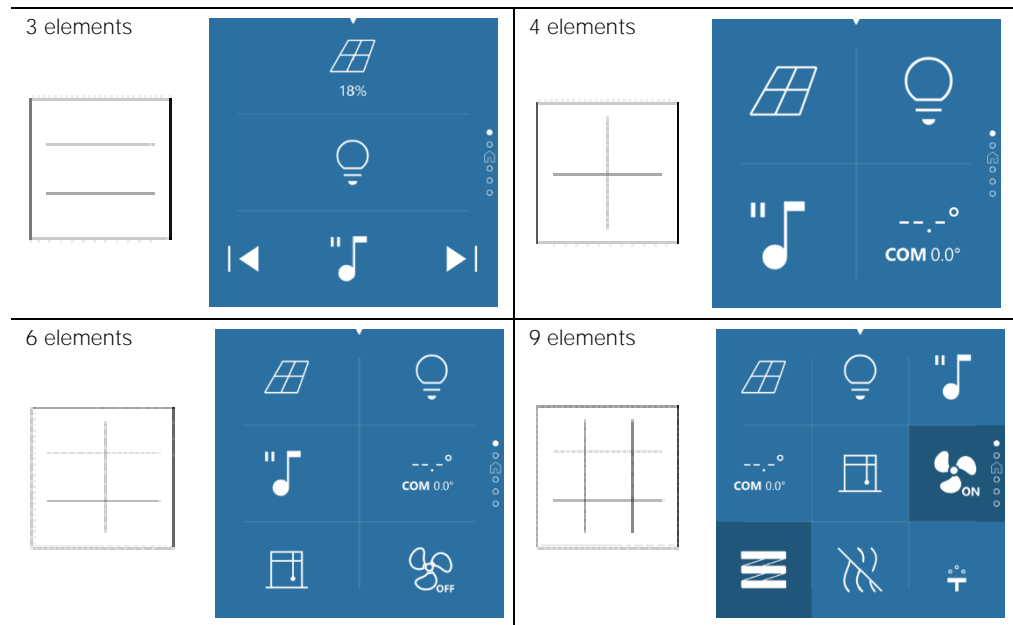 3 elements
18%
4 elements
--.-°
COM 0.0°
6 elements
--.-°
COM 0.0°
OFF
9 elements
--.-°
COM 0.0°
ON